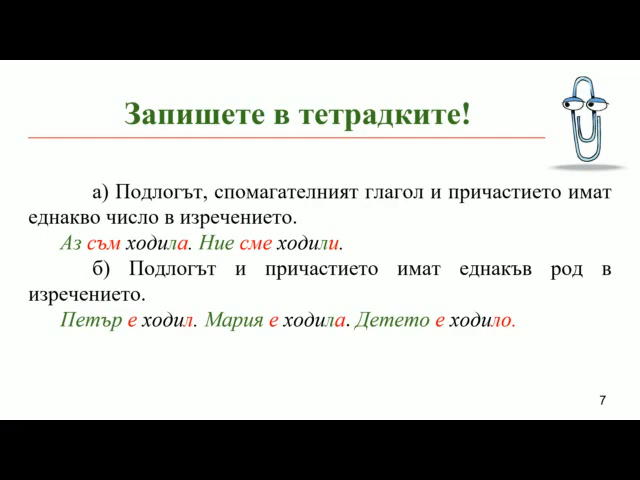 Запишете в тетрадките!
а) Подлогът, спомагателният глагол и причастието имат
еднакво число в изречението.
Аз съм ходила. Ние сме ходили.
б) Подлогът и причастието имат еднакъв род в
изречението.
Петър е ходил. Мария е ходила. Детето е ходило.
7